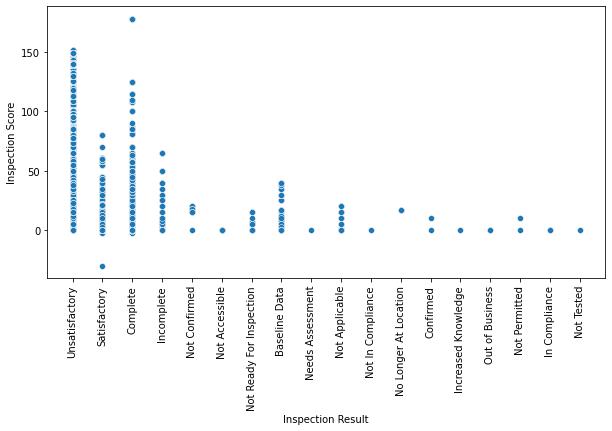 150
100
50
0
Inspection Score
Unsatisfactory
Satisfactory
Complete
Incomplete
Not Confirmed
Not Accessible
Not Ready For Inspection
Baseline Data
Needs Assessment
Not Applicable
Not In Compliance
No Longer At Location
Confirmed
Increased Knowledge
Out of Business
Not Permitted
In Compliance
Not Tested
Inspection Result